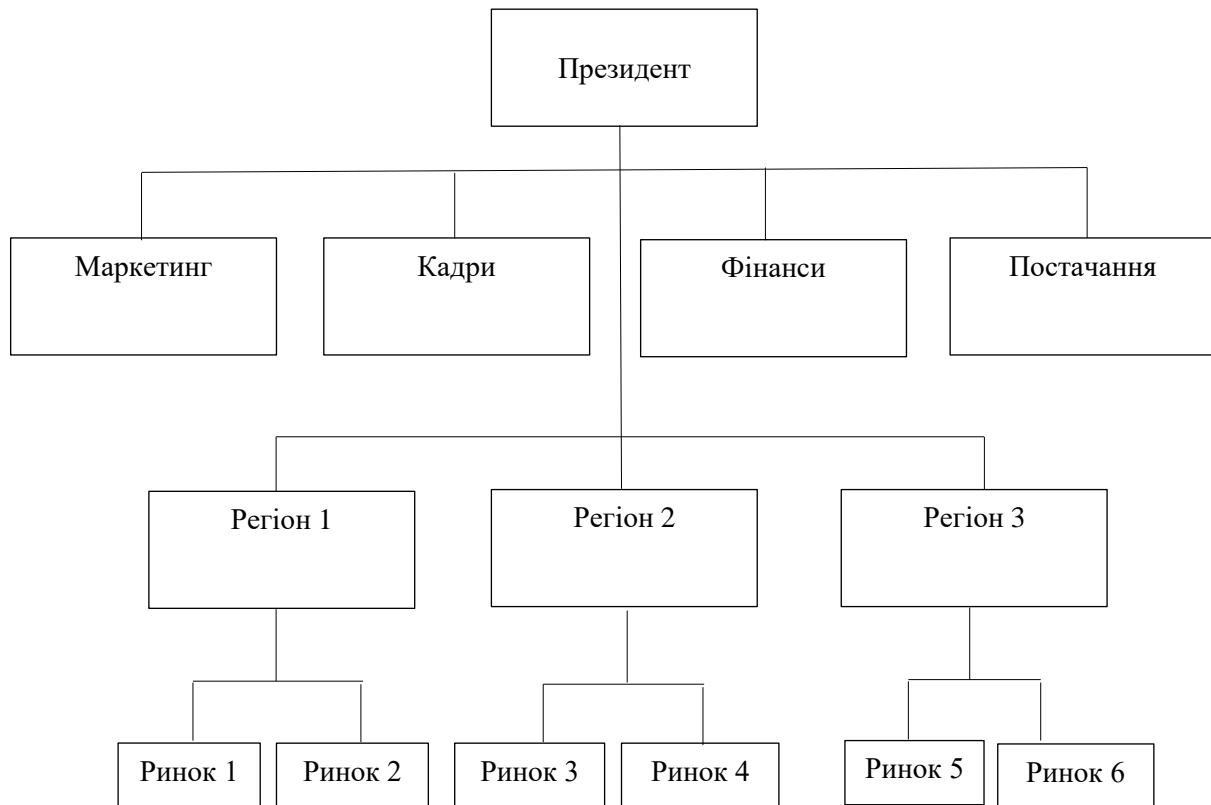 Президент
Маркетинг
Кадри
Фінанси
Постачання
Регіон 1
Регіон 2
Регіон 3
Ринок 1
Ринок 2
Ринок 3
Ринок 4
Ринок 5
Ринок 6